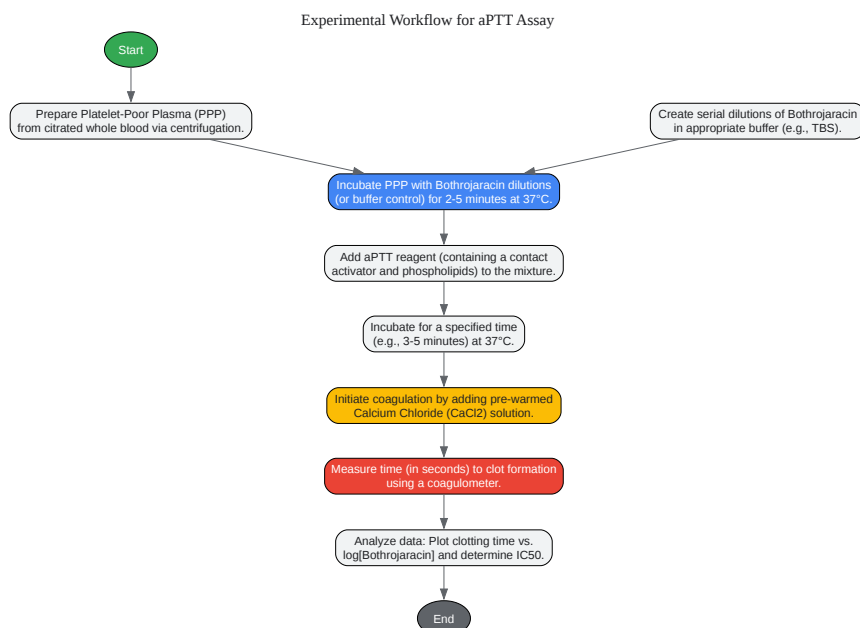 Experimental Workflow for aPTT Assay
Start
Prepare Platelet-Poor Plasma (PPP)
from citrated whole blood via centrifugation.
Create serial dilutions of Bothrojaracin
in appropriate buffer (e.g., TBS).
Incubate PPP with Bothrojaracin dilutions
(or buffer control) for 2-5 minutes at 37°C.
Add aPTT reagent (containing a contact
activator and phospholipids) to the mixture.
Incubate for a specified time
(e.g., 3-5 minutes) at 37°C.
Initiate coagulation by adding pre-warmed
Calcium Chloride (CaCl2) solution.
Measure time (in seconds) to clot formation
using a coagulometer.
Analyze data: Plot clotting time vs.
log[Bothrojaracin] and determine IC50.
End